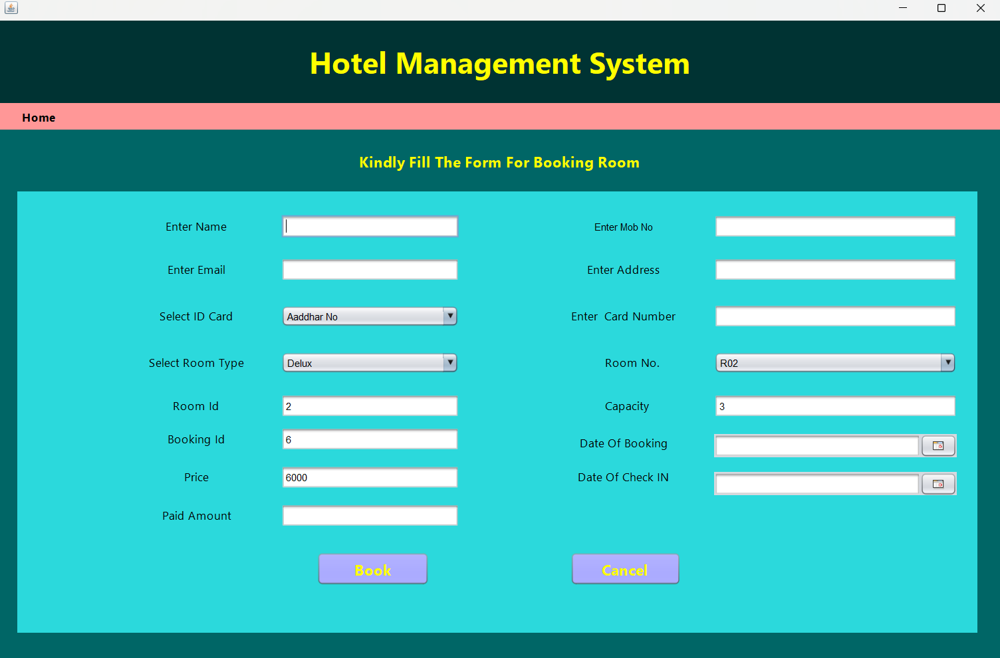 Hotel Management System
Home
Kindly Fill The Form For Booking Room
Enter Name
Enter Mob No
Enter Email
Enter Address
Select ID Card Aaddhar No
Enter  Card Number
Select Room Type Delux
Room No. R02
Room Id 2
Capacity 3
Booking Id 6
Date Of Booking
Price 6000
Date Of Check IN
Paid Amount
Book
Cancel